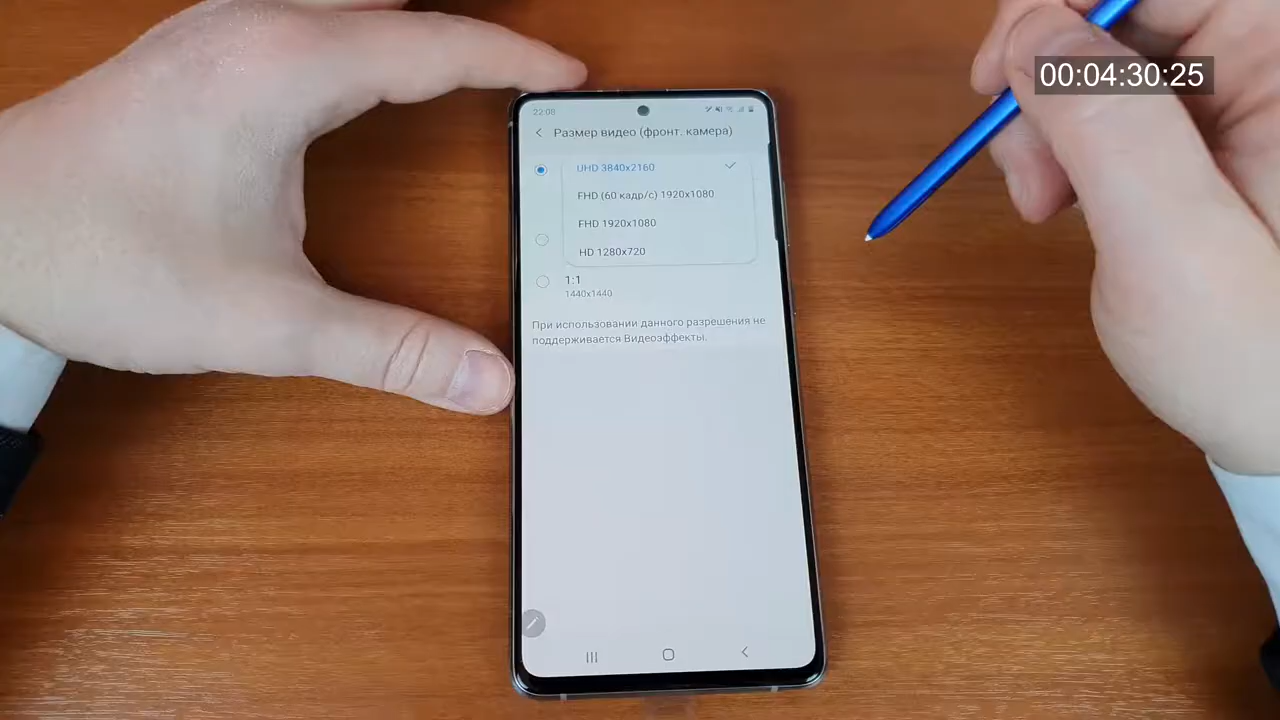 00:04:30:25
22:08
Размер видео (фронт. камера)
UHD 3840x2160
FHD (60 кадр/с) 1920x1080
FHD 1920x1080
HD 1280x720
1:1
1440x1440
При использовании данного разрешения не
поддерживается Видеоэффекты.